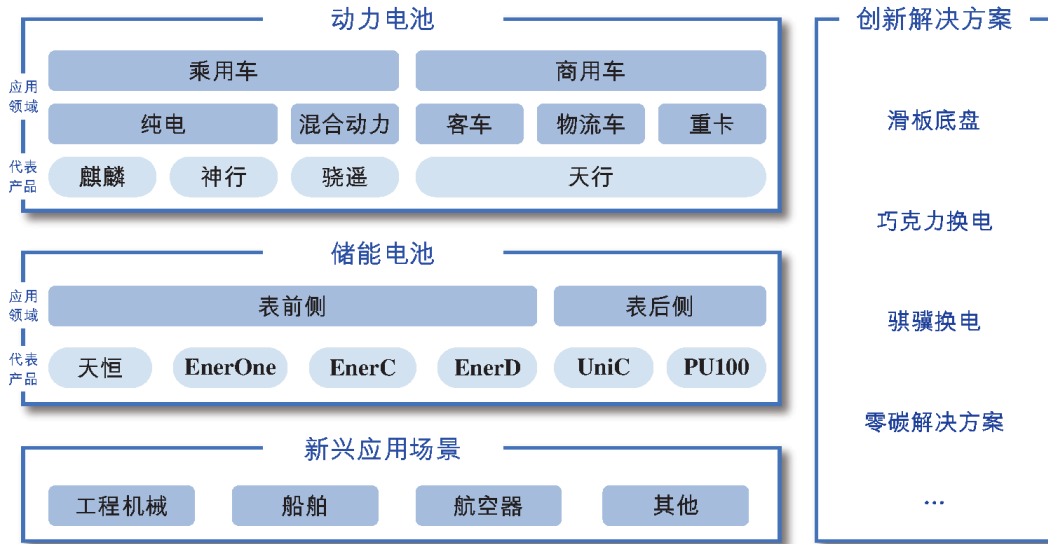 动力电池
应用
领域
乘用车
商用车
纯电
混合动力
客车
物流车
重卡
代表
产品
麒麟
神行
骁遥
天行
储能电池
应用
领域
表前侧
表后侧
代表
产品
天恒
EnerOne
EnerC
EnerD
UniC
PU100
新兴应用场景
工程机械
船舶
航空器
其他
创新解决方案
滑板底盘
巧克力换电
骐骥换电
零碳解决方案
...